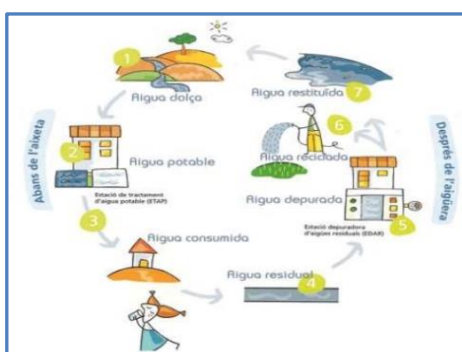 1
Aigua dolça
Aigua restituïda
7
6
Abans de l'aixeta
Després de l'aigüera
2
Aigua potable
Aigua reciclada
Estació de tractament
d'aigua potable (ETAP)
Aigua depurada
3
Estació depuradora
d'aigües residuals (EDAR)
5
Aigua consumida
Aigua residual
4